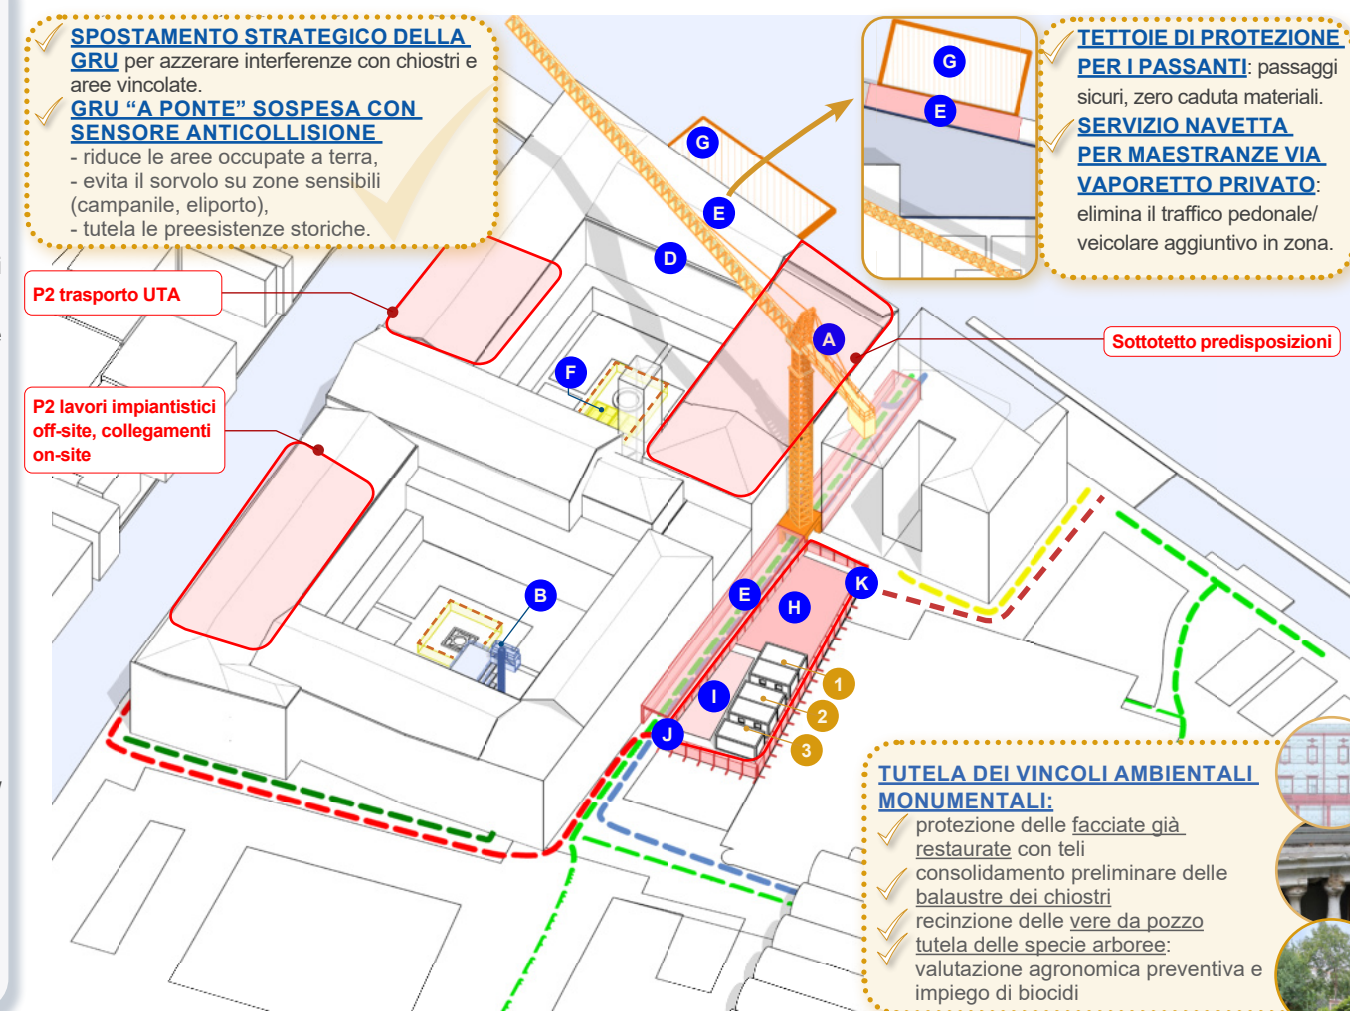 SPOSTAMENTO STRATEGICO DELLA
GRU per azzerare interferenze con chiostri e
aree vincolate.
GRU “A PONTE” SOSPESA CON
SENSORE ANTICOLLISIONE
- riduce le aree occupate a terra,
- evita il sorvolo su zone sensibili
(campanile, eliporto),
- tutela le preesistenze storiche.
TETTOIE DI PROTEZIONE
PER I PASSANTI: passaggi
sicuri, zero caduta materiali.
SERVIZIO NAVETTA
PER MAESTRANZE VIA
VAPORETTO PRIVATO:
elimina il traffico pedonale/
veicolare aggiuntivo in zona.
G
E
G
E
D
A
F
P2 trasporto UTA
Sottotetto predisposizioni
P2 lavori impiantistici
off-site, collegamenti
on-site
B
E
H
K
I
J
1
2
3
TUTELA DEI VINCOLI AMBIENTALI
MONUMENTALI:
protezione delle facciate già
restaurate con teli
consolidamento preliminare delle
balaustre dei chiostri
recinzione delle vere da pozzo
tutela delle specie arboree:
valutazione agronomica preventiva e
impiego di biocidi